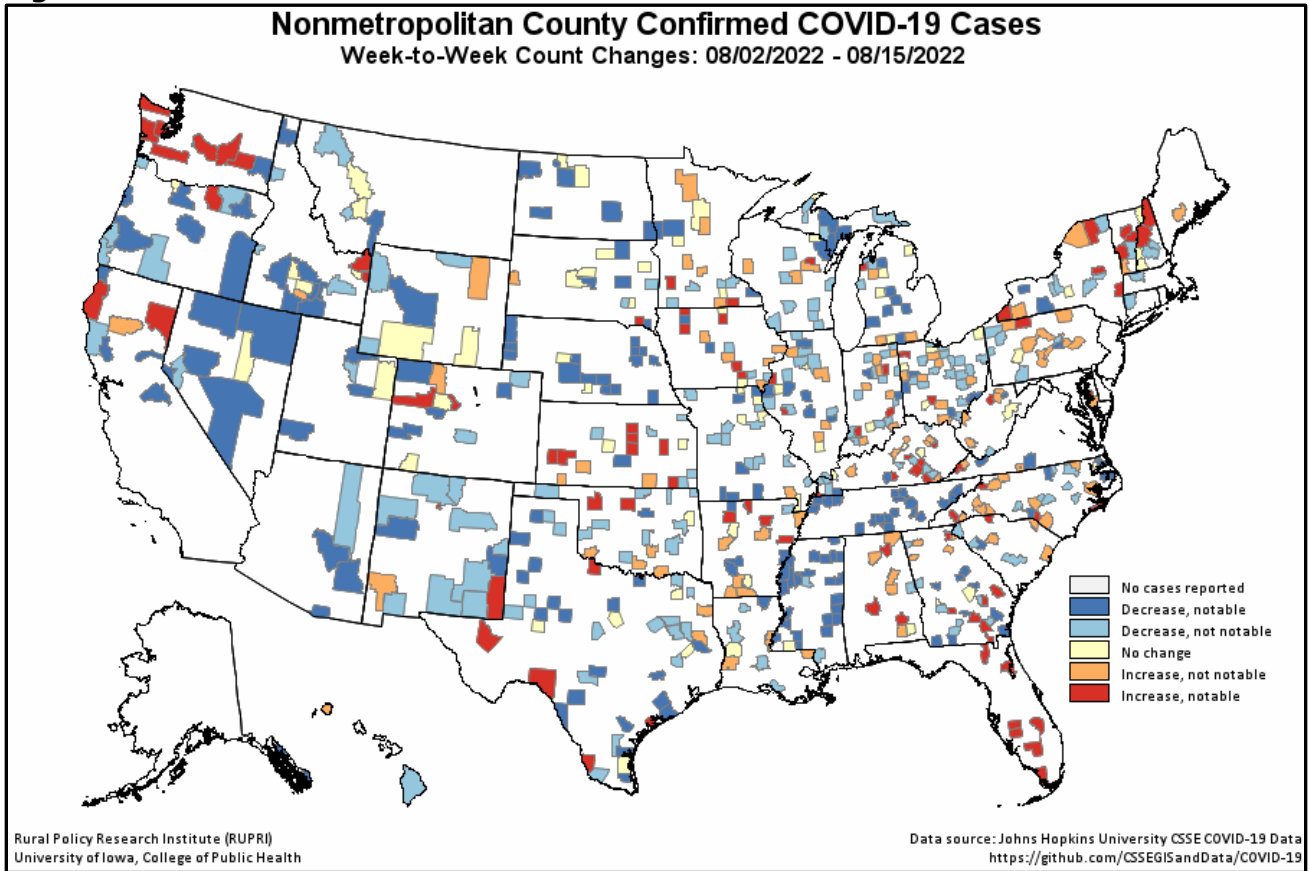 Nonmetropolitan County Confirmed COVID-19 Cases
Week-to-Week Count Changes: 08/02/2022 - 08/15/2022
No cases reported
Decrease, notable
Decrease, not notable
No change
Increase, not notable
Increase, notable
Rural Policy Research Institute (RUPRI)
University of Iowa, College of Public Health
Data source: Johns Hopkins University CSSE COVID-19 Data
https://github.com/CSSEGISandData/COVID-19